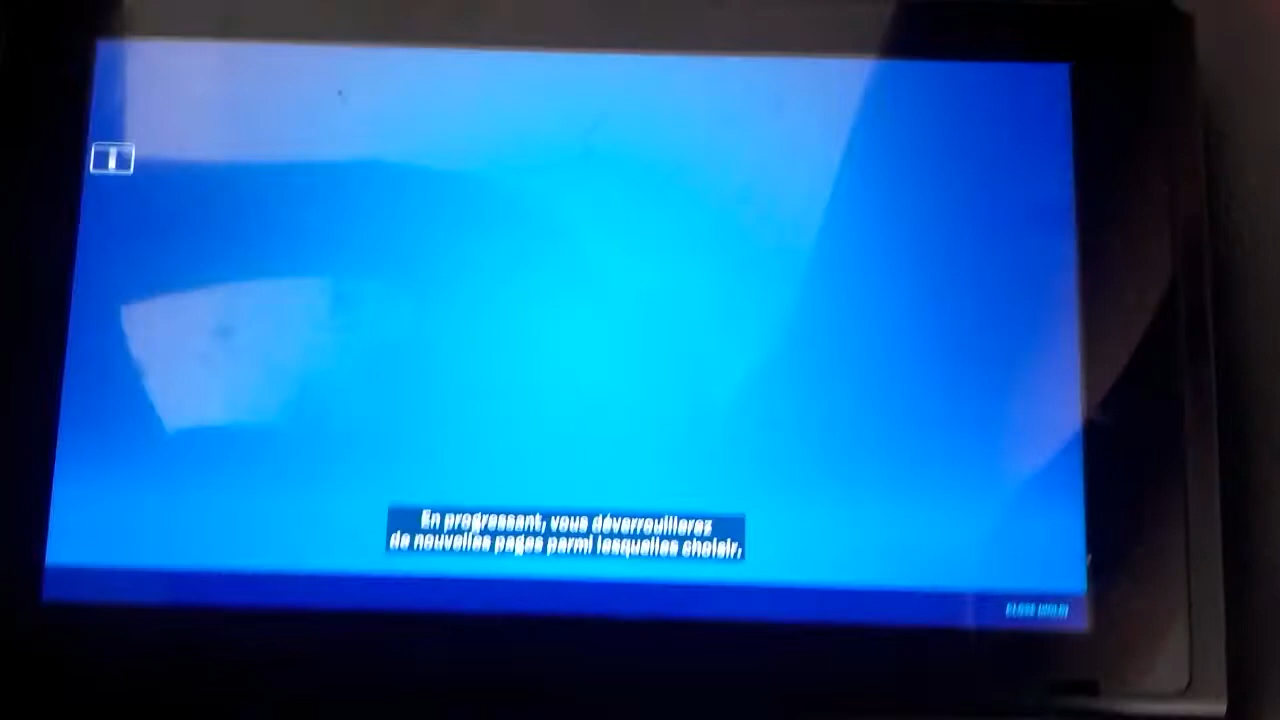 En progressant, vous déverrouillerez
de nouvelles pages parmi lesquelles choisir.